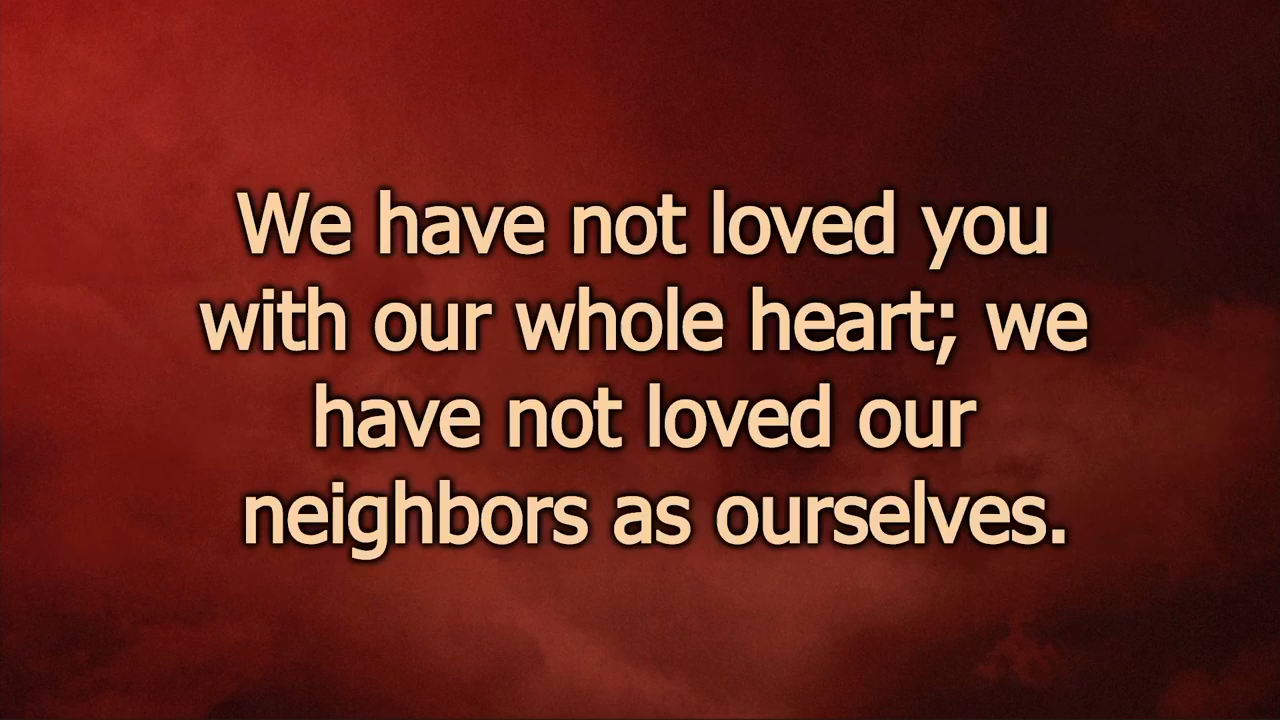 We have not loved you
with our whole heart; we
have not loved our
neighbors as ourselves.